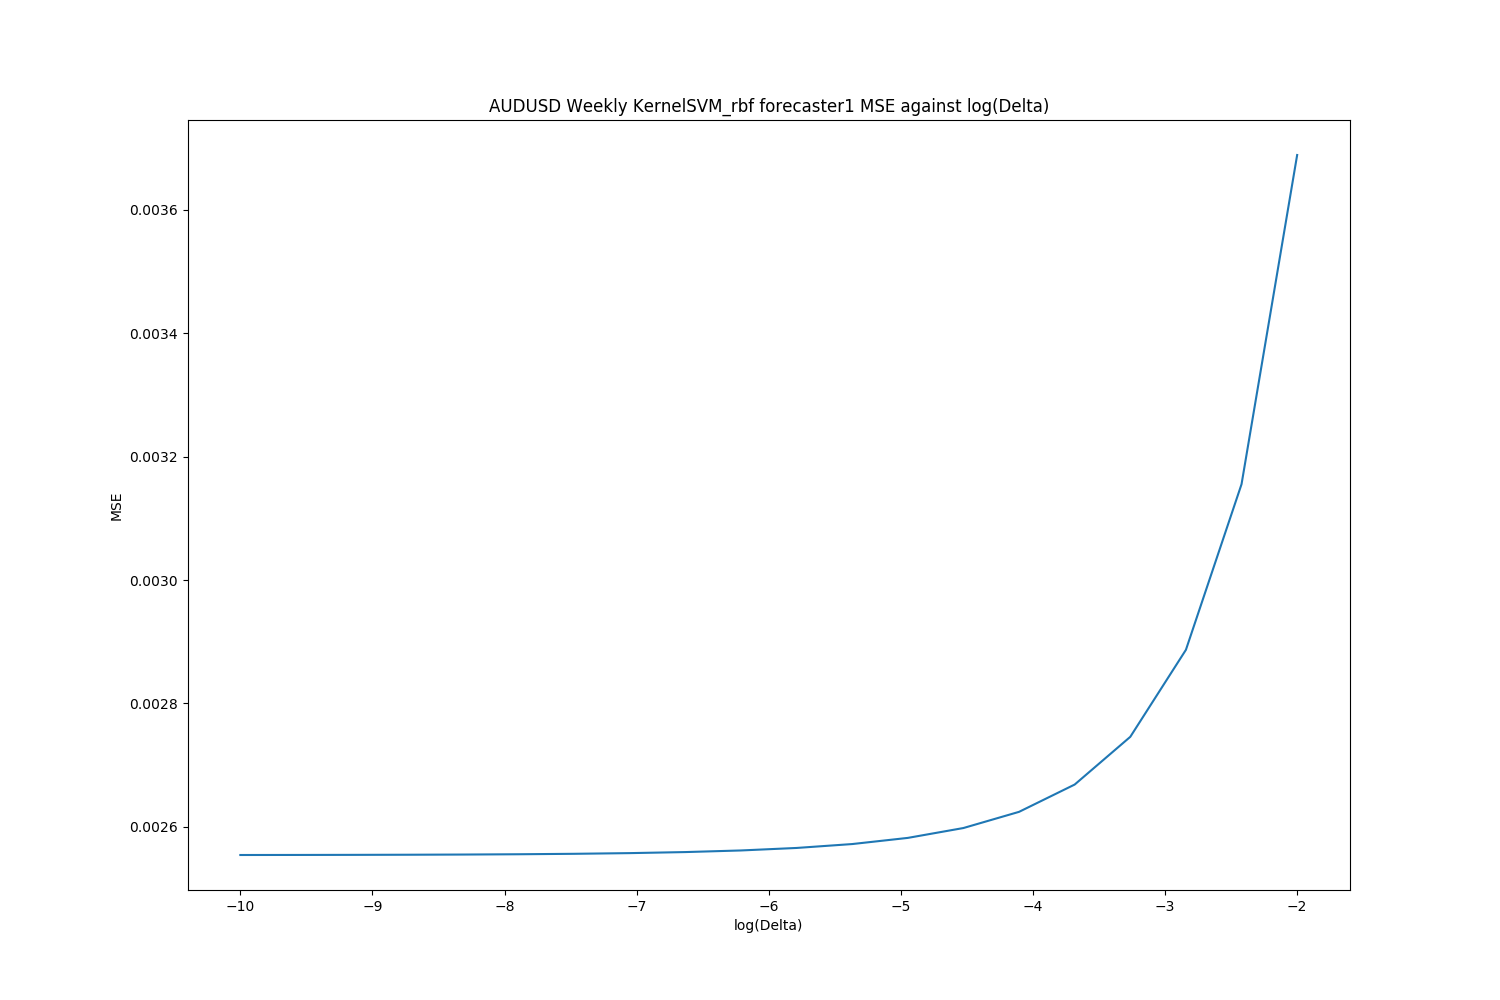 AUDUSD Weekly KernelSVM_rbf forecaster1 MSE against log(Delta)
0.0036
0.0034
0.0032
0.0030
0.0028
0.0026
MSE
−10 −9 −8 −7 −6 −5 −4 −3 −2
log(Delta)